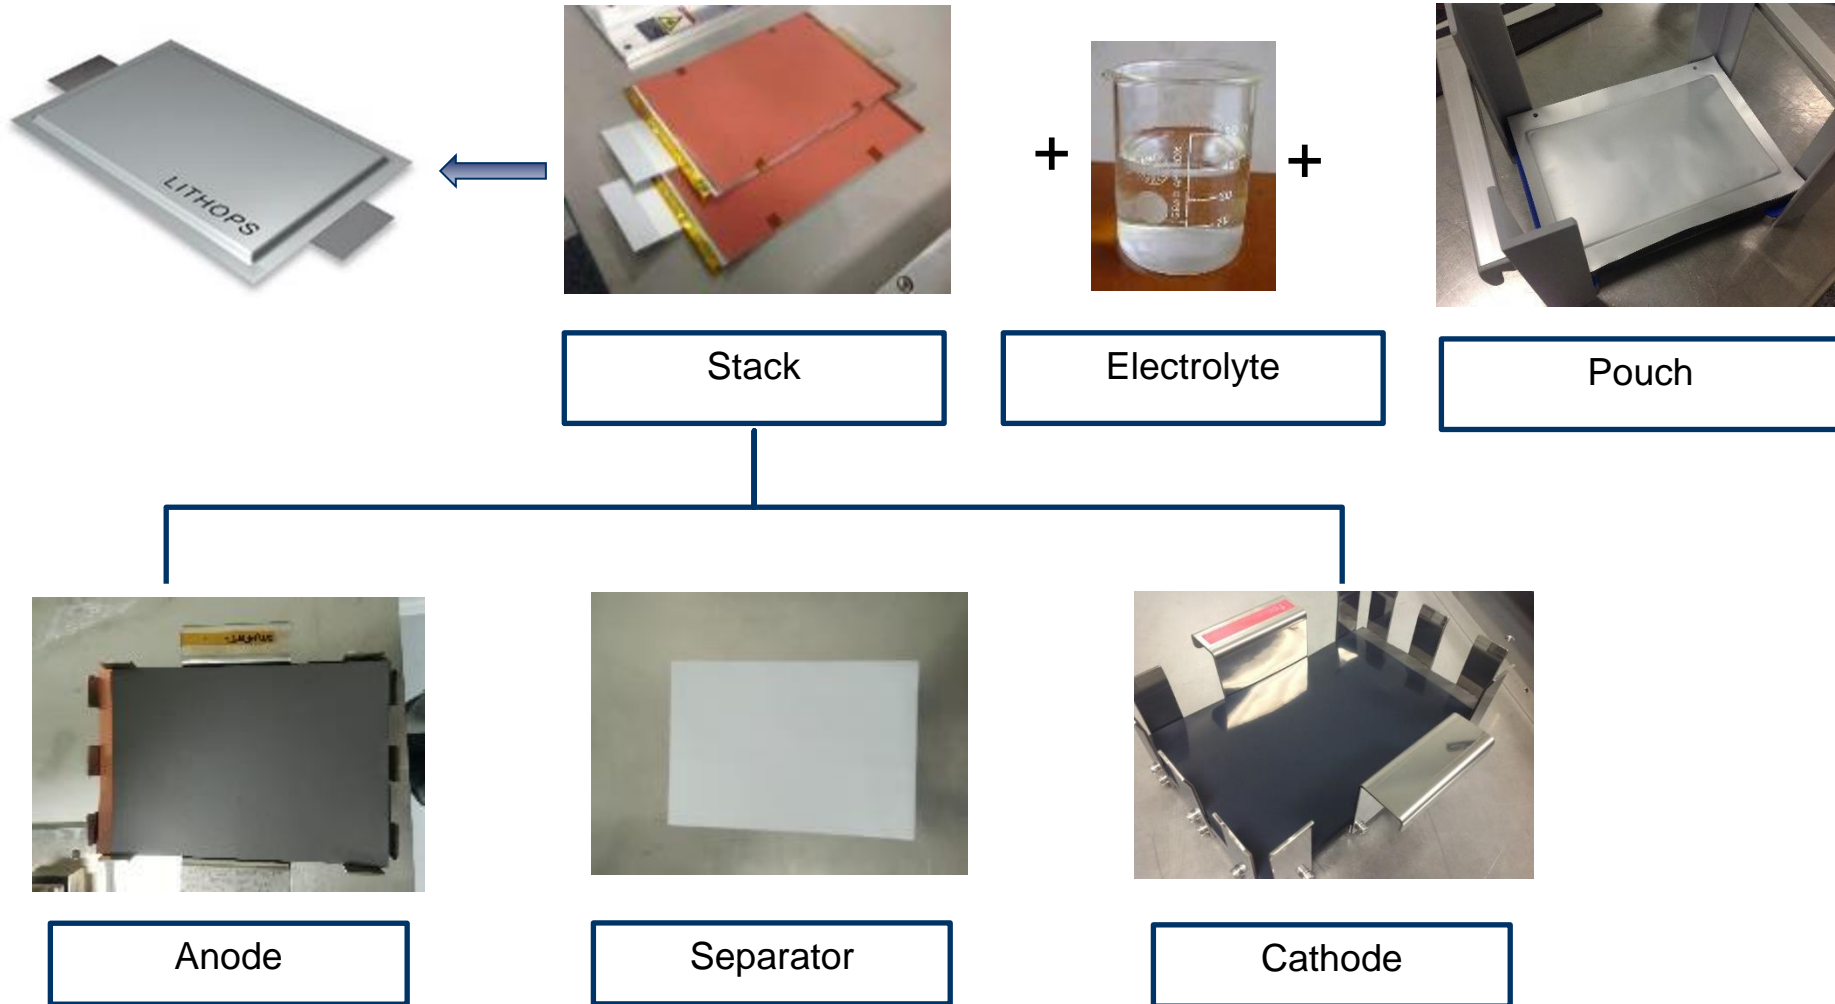 LITHOPS
+
+
Stack
Electrolyte
Pouch
Anode
Separator
Cathode